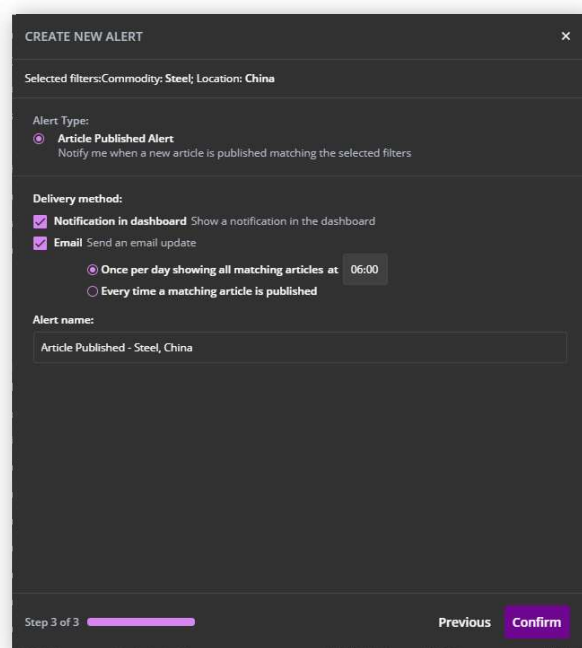 CREATE NEW ALERT ×
Selected filters:Commodity: Steel; Location: China
Alert Type:
Article Published Alert
Notify me when a new article is published matching the selected filters
Delivery method:
Notification in dashboard Show a notification in the dashboard
Email Send an email update
Once per day showing all matching articles at 06:00
Every time a matching article is published
Alert name:
Article Published - Steel, China
Step 3 of 3 Previous Confirm